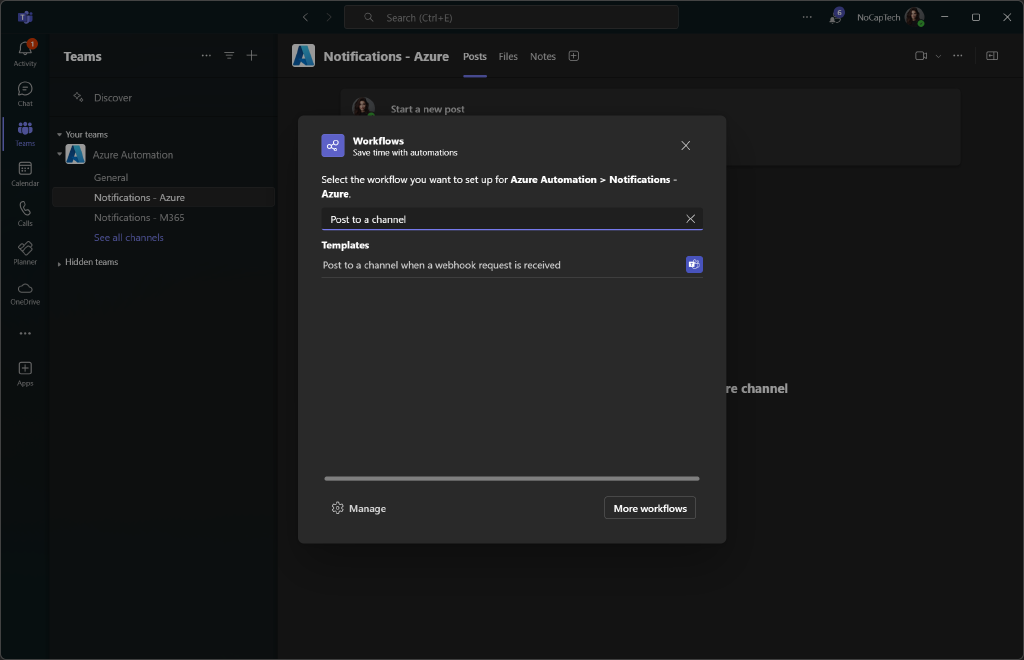 Search (Ctrl+E)
6
NoCapTech
1
Activity
Chat
Teams
Calendar
Calls
Planner
OneDrive
Apps
Teams
Discover
Your teams
Azure Automation
General
Notifications - Azure
Notifications - M365
See all channels
Hidden teams
Notifications - Azure
Posts
Files
Notes
Start a new post
re channel
Workflows
Save time with automations
Select the workflow you want to set up for Azure Automation > Notifications -
Azure.
Post to a channel
Templates
Post to a channel when a webhook request is received
Manage
More workflows